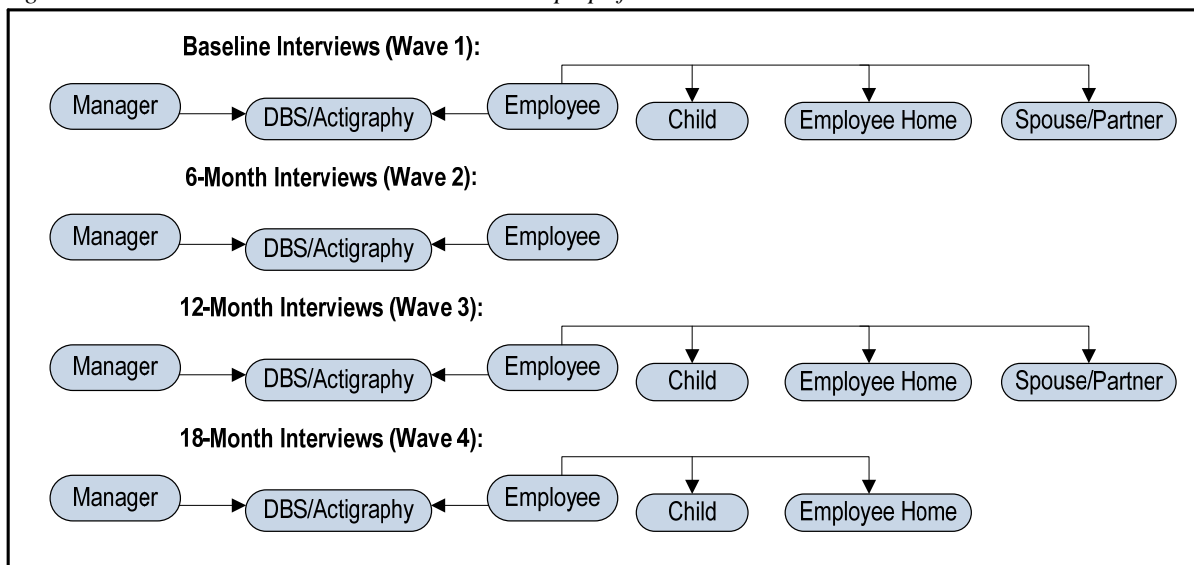 Baseline Interviews (Wave 1):
Manager DBS/Actigraphy Employee Child Employee Home Spouse/Partner
6-Month Interviews (Wave 2):
Manager DBS/Actigraphy Employee
12-Month Interviews (Wave 3):
Manager DBS/Actigraphy Employee Child Employee Home Spouse/Partner
18-Month Interviews (Wave 4):
Manager DBS/Actigraphy Employee Child Employee Home